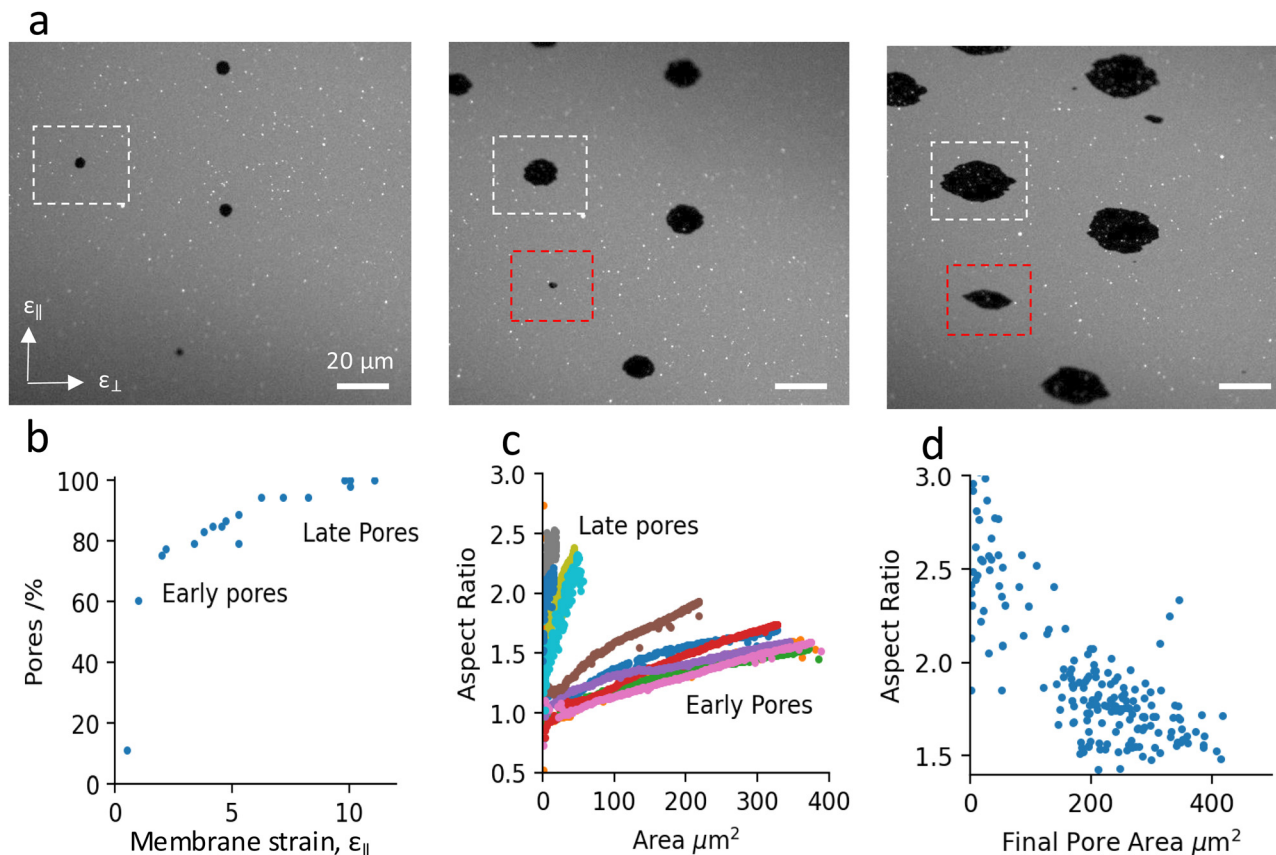 a
ε∥
ε⊥
20 μm
b
100
80
60
40
20
0
Pores /%
Late Pores
Early pores
0
5
10
Membrane strain, ε∥
c
3.0
2.5
2.0
1.5
1.0
0.5
Aspect Ratio
Late pores
Early Pores
0
100
200
300
400
Area μm²
d
3.0
2.5
2.0
1.5
Aspect Ratio
0
200
400
Final Pore Area μm²